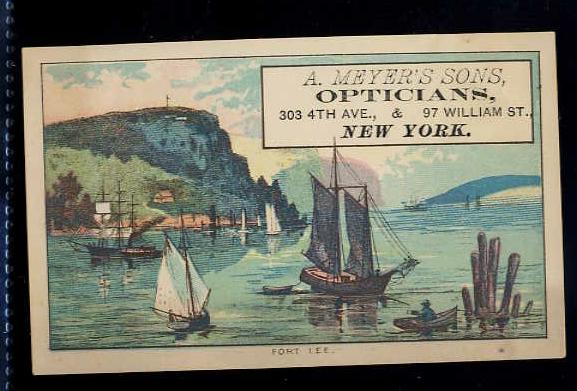 A. MEYER'S SONS,
OPTICIANS,
303 4TH AVE., & 97 WILLIAM ST.,
NEW YORK.
FORT LEE.